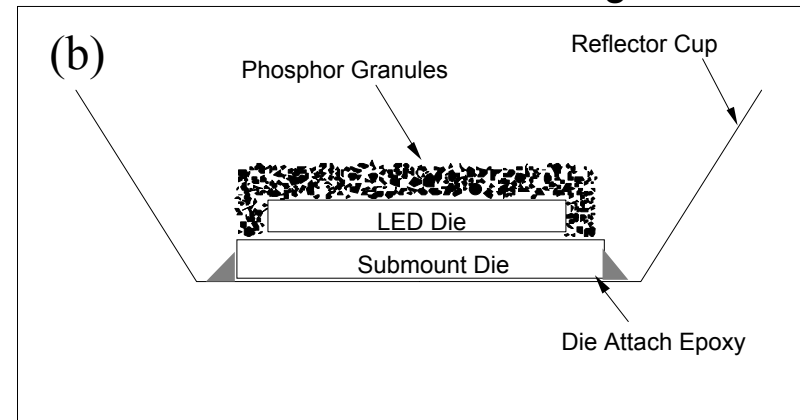 (b)
Reflector Cup
Phosphor Granules
LED Die
Submount Die
Die Attach Epoxy